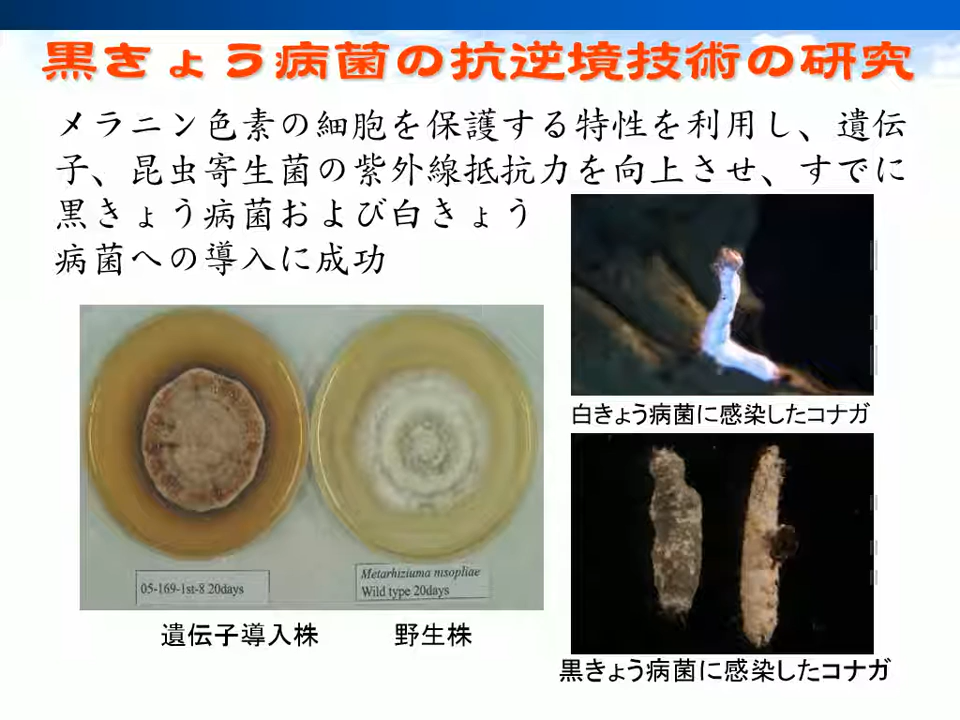 黒きょう病菌の抗逆境技術の研究
メラニン色素の細胞を保護する特性を利用し、遺伝
子、昆虫寄生菌の紫外線抵抗力を向上させ、すでに
黒きょう病菌および白きょう
病菌への導入に成功
白きょう病菌に感染したコナガ
05-169-1st-8 20days
Metarhiziuma nisopliae
Wild type 20days
遺伝子導入株
野生株
黒きょう病菌に感染したコナガ